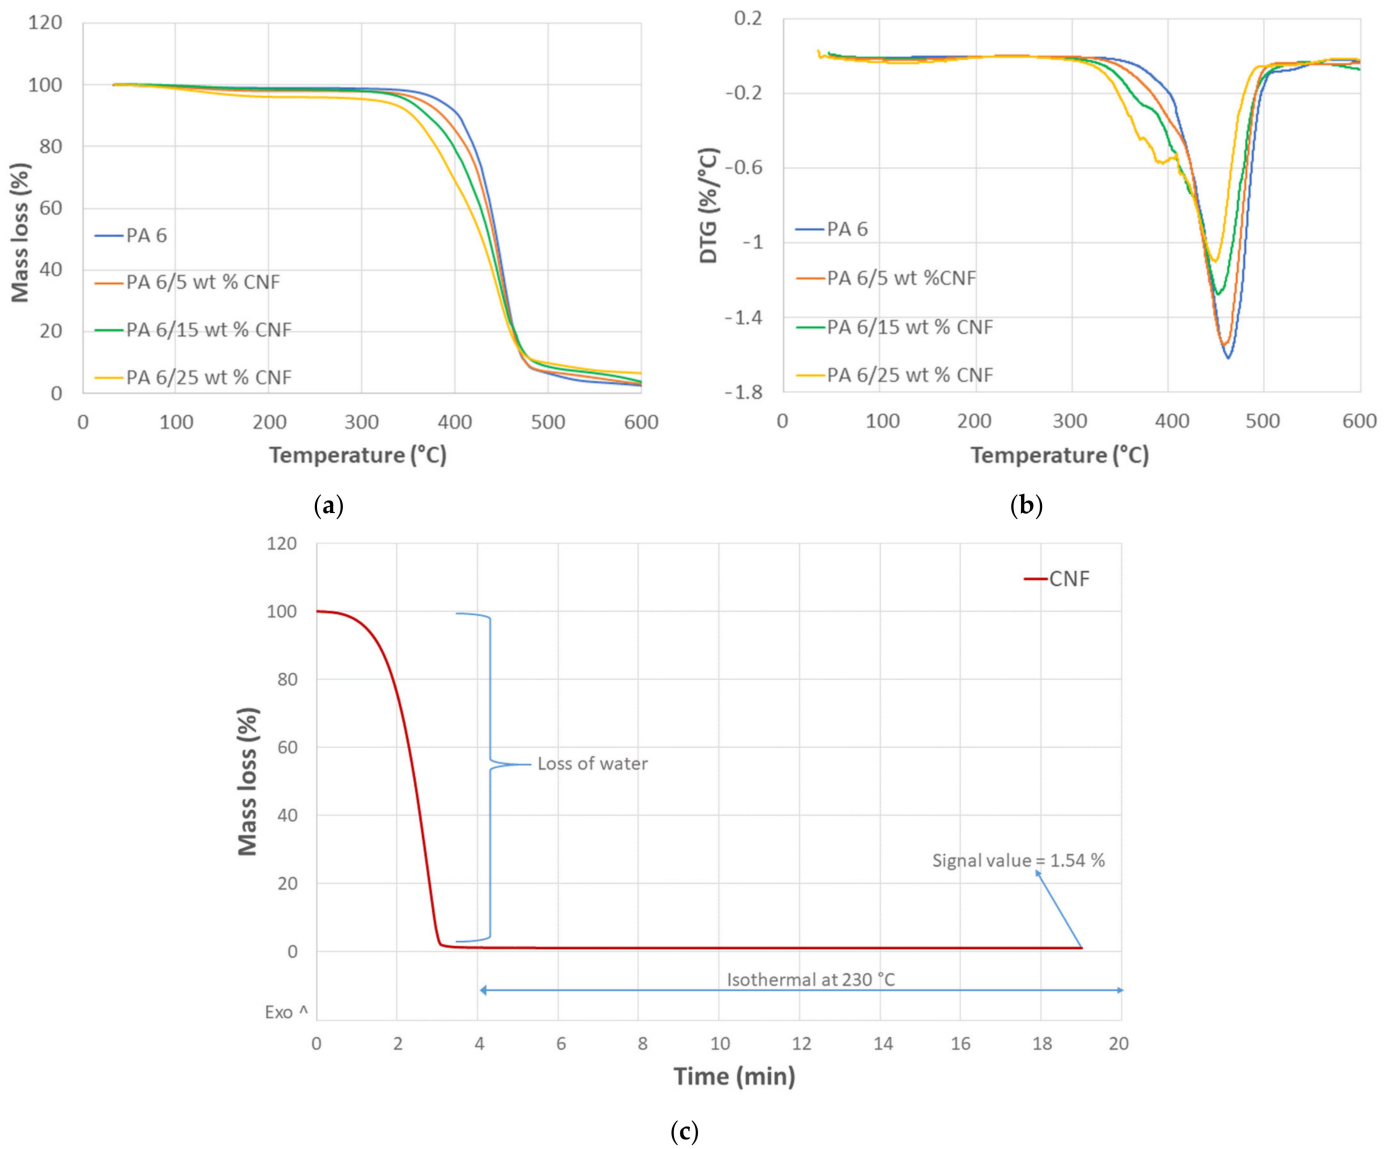 120
100
80
60
40
20
0
Mass loss (%)
PA 6
PA 6/5 wt % CNF
PA 6/15 wt % CNF
PA 6/25 wt % CNF
0 100 200 300 400 500 600
Temperature (°C)
(a)
0.2
-0.2
-0.6
-1
-1.4
-1.8
DTG (%/°C)
PA 6
PA 6/5 wt %CNF
PA 6/15 wt % CNF
PA 6/25 wt % CNF
0 100 200 300 400 500 600
Temperature (°C)
(b)
120
100
80
60
40
20
0
Mass loss (%)
CNF
Loss of water
Signal value = 1.54 %
Isothermal at 230 °C
Exo ^
0 2 4 6 8 10 12 14 16 18 20
Time (min)
(c)